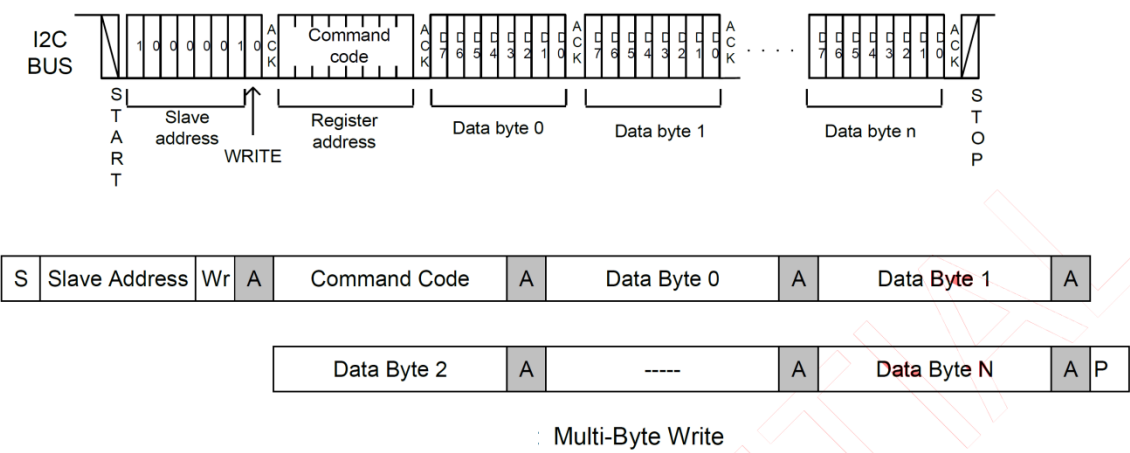 I2C
BUS
1 0 0 0 0 0 1 0
ACK
Command
code
ACK
D7 D6 D5 D4 D3 D2 D1 D0
ACK
D7 D6 D5 D4 D3 D2 D1 D0
ACK
. . . .
D7 D6 D5 D4 D3 D2 D1 D0
ACK
START
Slave
address
WRITE
Register
address
Data byte 0
Data byte 1
Data byte n
STOP
S Slave Address Wr A Command Code A Data Byte 0 A Data Byte 1 A
Data Byte 2 A ----- A Data Byte N A P
: Multi-Byte Write